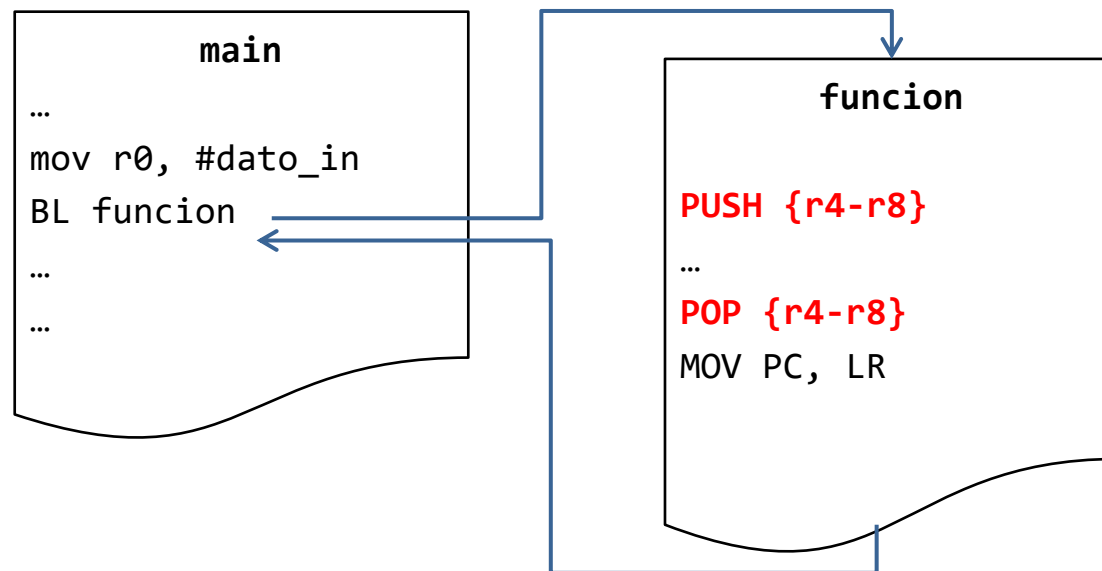 main
…
mov r0, #dato_in
BL funcion
…
…
funcion
PUSH {r4-r8}
…
POP {r4-r8}
MOV PC, LR